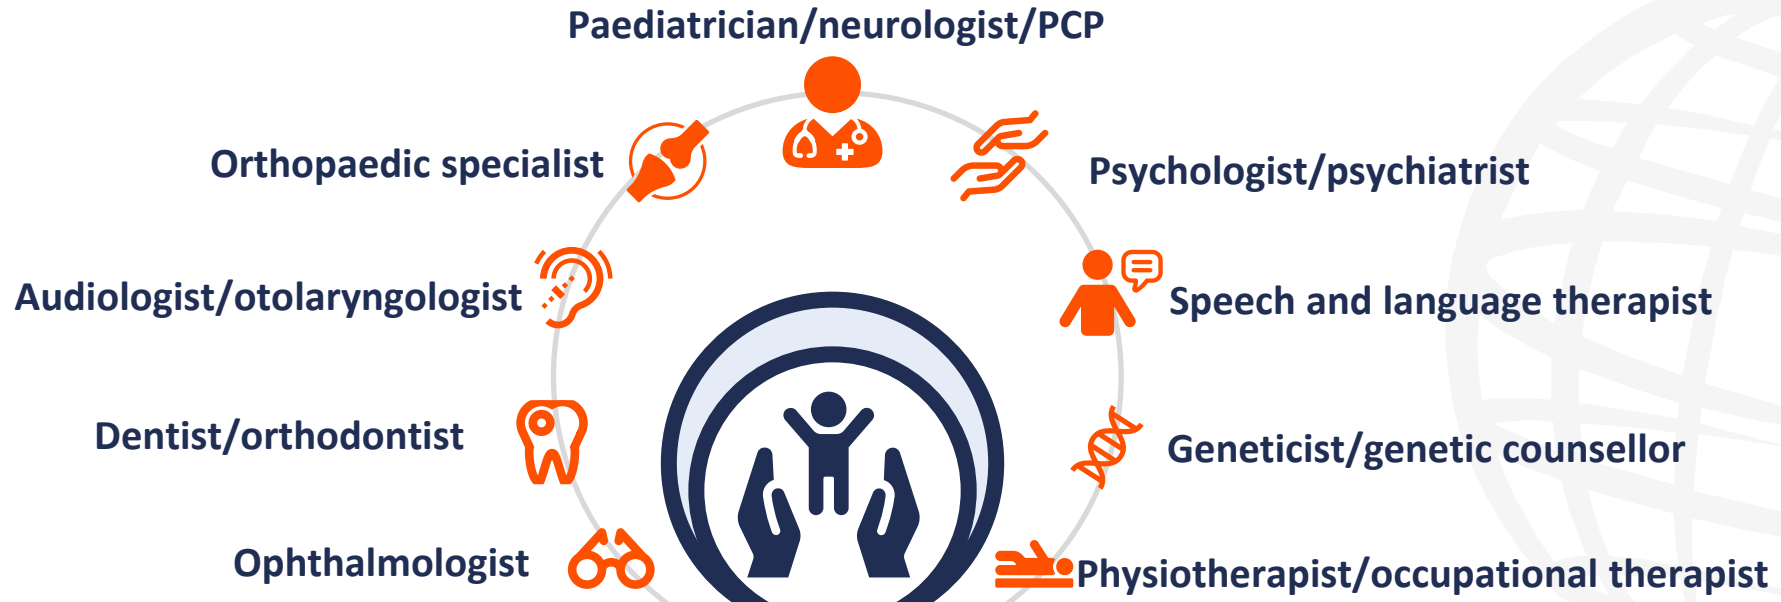 Paediatrician/neurologist/PCP
Orthopaedic specialist
Psychologist/psychiatrist
Audiologist/otolaryngologist
Speech and language therapist
Dentist/orthodontist
Geneticist/genetic counsellor
Ophthalmologist
Physiotherapist/occupational therapist